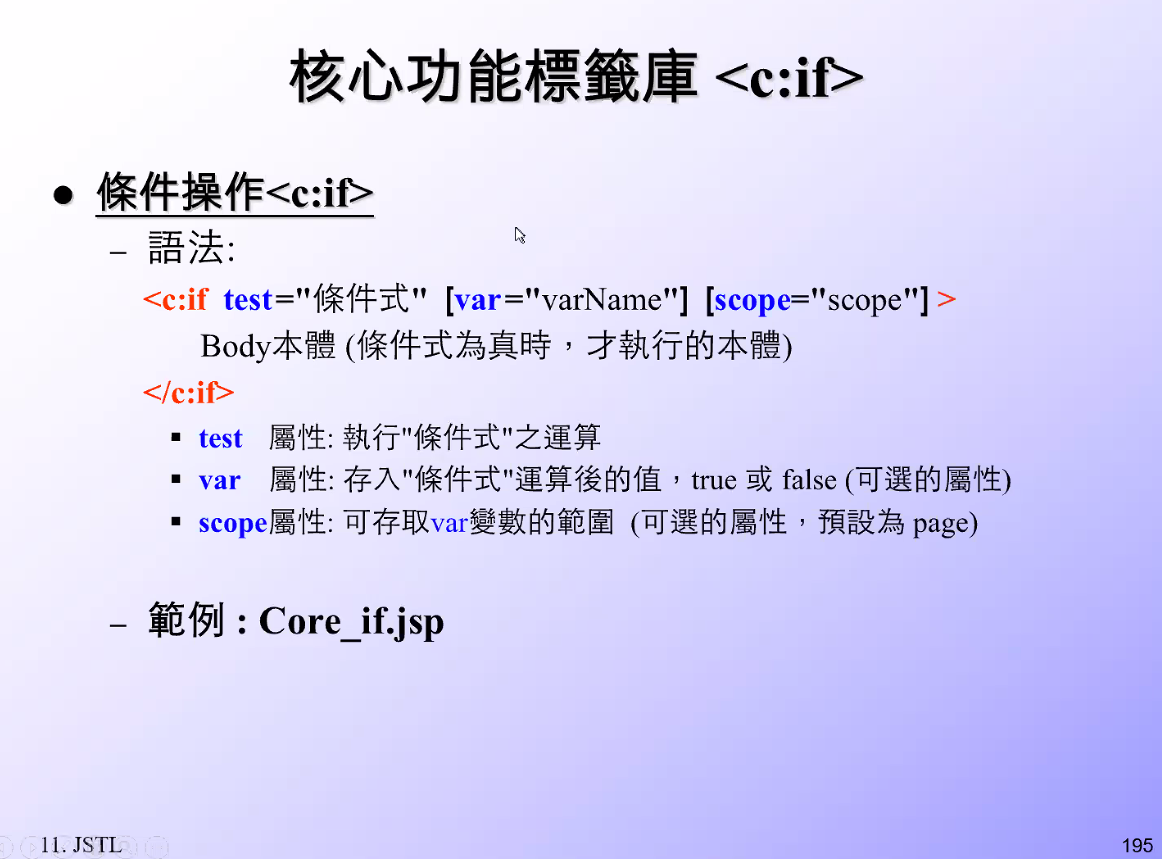 核心功能標籤庫 <c:if>
● 條件操作<c:if>
– 語法:
<c:if test="條件式" [var="varName"] [scope="scope"] >
Body本體 (條件式為真時，才執行的本體)
</c:if>
▪ test 屬性: 執行"條件式"之運算
▪ var 屬性: 存入"條件式"運算後的值，true 或 false (可選的屬性)
▪ scope屬性: 可存取var變數的範圍 (可選的屬性，預設為 page)
– 範例 : Core_if.jsp
11. JSTL
195